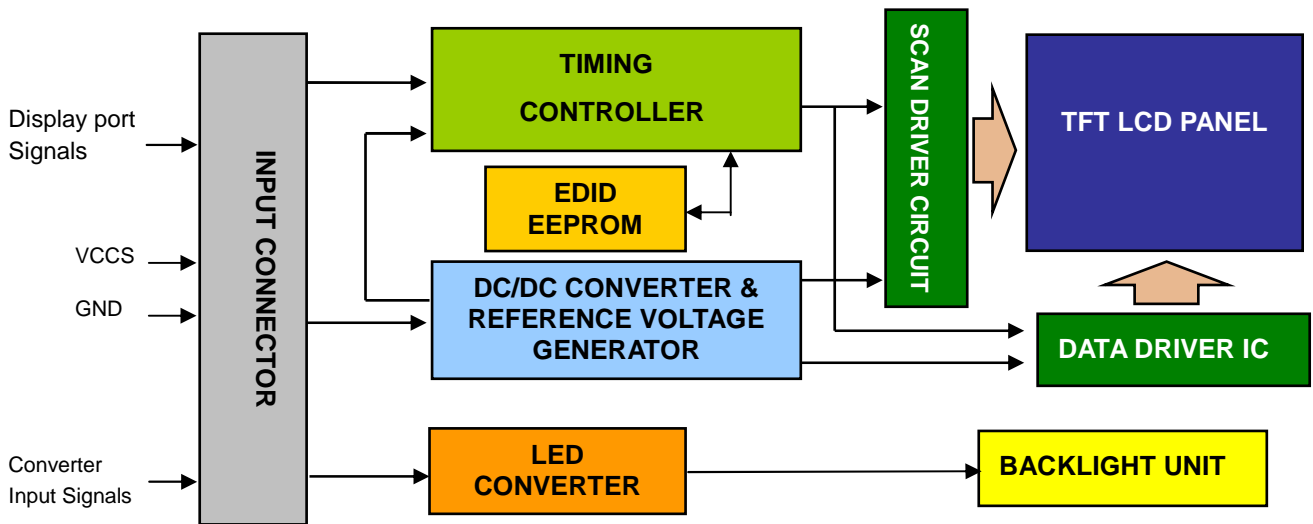 Display port
Signals
VCCS
GND
Converter
Input Signals
INPUT CONNECTOR
TIMING
CONTROLLER
EDID
EEPROM
DC/DC CONVERTER &
REFERENCE VOLTAGE
GENERATOR
LED
CONVERTER
SCAN DRIVER CIRCUIT
TFT LCD PANEL
DATA DRIVER IC
BACKLIGHT UNIT